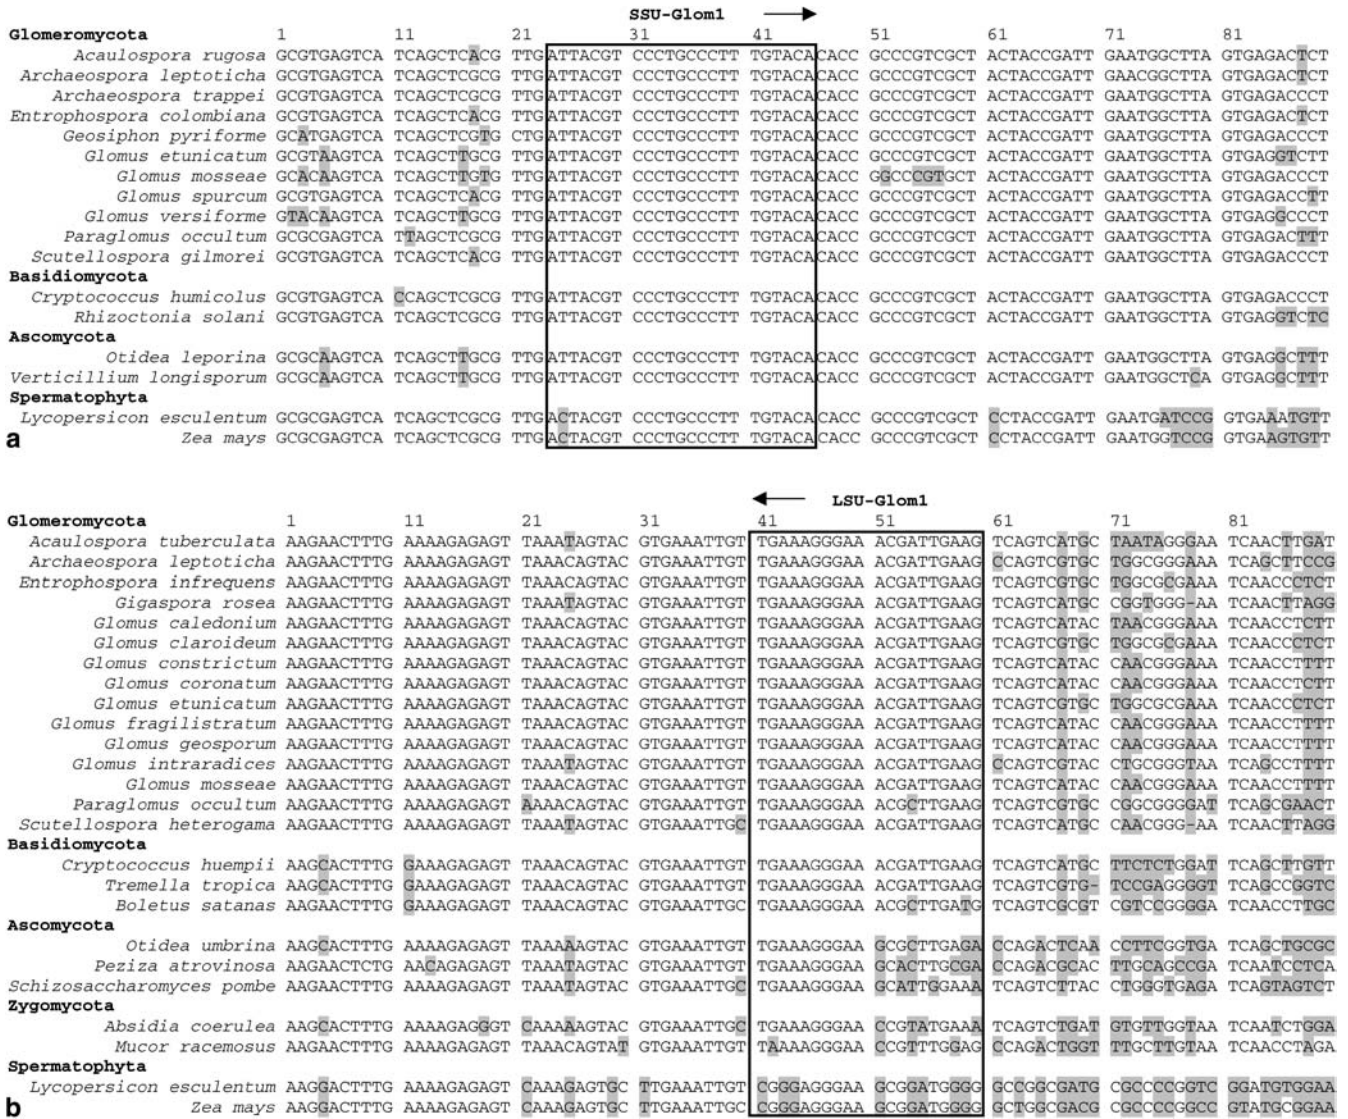 SSU-Glom1
Glomeromycota 1 11 21 31 41 51 61 71 81
Acaulospora rugosa GCGTGAGTCA TCAGCTCACG TTGATTACGT CCCTGCCCTT TGTACACACC GCCCGTCGCT ACTACCGATT GAATGGCTTA GTGAGACTCT
Archaeospora leptoticha GCGTGAGTCA TCAGCTCGCG TTGATTACGT CCCTGCCCTT TGTACACACC GCCCGTCGCT ACTACCGATT GAACGGCTTA GTGAGACTCT
Archaeospora trappei GCGTGAGTCA TCAGCTCGCG TTGATTACGT CCCTGCCCTT TGTACACACC GCCCGTCGCT ACTACCGATT GAATGGCTTA GTGAGACCCT
Entrophospora colombiana GCGTGAGTCA TCAGCTCACG TTGATTACGT CCCTGCCCTT TGTACACACC GCCCGTCGCT ACTACCGATT GAATGGCTTA GTGAGACTCT
Geosiphon pyriforme GCATGAGTCA TCAGCTCGTG CTGATTACGT CCCTGCCCTT TGTACACACC GCCCGTCGCT ACTACCGATT GAATGGCTTA GTGAGACCCT
Glomus etunicatum GCGTAAGTCA TCAGCTTGCG TTGATTACGT CCCTGCCCTT TGTACACACC GCCCGTCGCT ACTACCGATT GAATGGCTTA GTGAGGTCTT
Glomus mosseae GCACAAGTCA TCAGCTTGTG TTGATTACGT CCCTGCCCTT TGTACACACC GGCCCGTGCT ACTACCGATT GAATGGCTTA GTGAGACCCT
Glomus spurcum GCGTGAGTCA TCAGCTCACG TTGATTACGT CCCTGCCCTT TGTACACACC GCCCGTCGCT ACTACCGATT GAATGGCTTA GTGAGACCTT
Glomus versiforme GTACAAGTCA TCAGCTTGCG TTGATTACGT CCCTGCCCTT TGTACACACC GCCCGTCGCT ACTACCGATT GAATGGCTTA GTGAGGCCCT
Paraglomus occultum GCGCGAGTCA TTAGCTCGCG TTGATTACGT CCCTGCCCTT TGTACACACC GCCCGTCGCT ACTACCGATT GAATGGCTTA GTGAGACTTT
Scutellospora gilmorei GCGTGAGTCA TCAGCTCACG TTGATTACGT CCCTGCCCTT TGTACACACC GCCCGTCGCT ACTACCGATT GAATGGCTTA GTGAGACCCT
Basidiomycota
Cryptococcus humicolus GCGTGAGTCA CCAGCTCGCG TTGATTACGT CCCTGCCCTT TGTACACACC GCCCGTCGCT ACTACCGATT GAATGGCTTA GTGAGACCCT
Rhizoctonia solani GCGTGAGTCA TCAGCTCGCG TTGATTACGT CCCTGCCCTT TGTACACACC GCCCGTCGCT ACTACCGATT GAATGGCTTA GTGAGGTCTC
Ascomycota
Otidea leporina GCGCAAGTCA TCAGCTTGCG TTGATTACGT CCCTGCCCTT TGTACACACC GCCCGTCGCT ACTACCGATT GAATGGCTTA GTGAGGCTTT
Verticillium longisporum GCGCAAGTCA TCAGCTTGCG TTGATTACGT CCCTGCCCTT TGTACACACC GCCCGTCGCT ACTACCGATT GAATGGCTCA GTGAGGCTTT
Spermatophyta
Lycopersicon esculentum GCGCGAGTCA TCAGCTCGCG TTGACTACGT CCCTGCCCTT TGTACACACC GCCCGTCGCT CCTACCGATT GAATGATCCG GTGAAATGTT
a Zea mays GCGCGAGTCA TCAGCTCGCG TTGACTACGT CCCTGCCCTT TGTACACACC GCCCGTCGCT CCTACCGATT GAATGGTCCG GTGAAGTGTT
LSU-Glom1
Glomeromycota 1 11 21 31 41 51 61 71 81
Acaulospora tuberculata AAGAACTTTG AAAAGAGAGT TAAATAGTAC GTGAAATTGT TGAAAGGGAA ACGATTGAAG TCAGTCATGC TAATAGGGAA TCAACTTGAT
Archaeospora leptoticha AAGAACTTTG AAAAGAGAGT TAAACAGTAC GTGAAATTGT TGAAAGGGAA ACGATTGAAG CCAGTCGTGC TGGCGGGAAA TCAGCTTCCG
Entrophospora infrequens AAGAACTTTG AAAAGAGAGT TAAACAGTAC GTGAAATTGT TGAAAGGGAA ACGATTGAAG TCAGTCGTGC TGGCGCGAAA TCAACCCTCT
Gigaspora rosea AAGAACTTTG AAAAGAGAGT TAAATAGTAC GTGAAATTGT TGAAAGGGAA ACGATTGAAG TCAGTCATGC CGGTGGG-AA TCAACTTAGG
Glomus caledonium AAGAACTTTG AAAAGAGAGT TAAACAGTAC GTGAAATTGT TGAAAGGGAA ACGATTGAAG TCAGTCATAC TAACGGGAAA TCAACCTCTT
Glomus claroideum AAGAACTTTG AAAAGAGAGT TAAACAGTAC GTGAAATTGT TGAAAGGGAA ACGATTGAAG TCAGTCGTGC TGGCGCGAAA TCAACCCTCT
Glomus constrictum AAGAACTTTG AAAAGAGAGT TAAACAGTAC GTGAAATTGT TGAAAGGGAA ACGATTGAAG TCAGTCATAC CAACGGGAAA TCAACCTTTT
Glomus coronatum AAGAACTTTG AAAAGAGAGT TAAACAGTAC GTGAAATTGT TGAAAGGGAA ACGATTGAAG TCAGTCATAC CAACGGGAAA TCAACCTCTT
Glomus etunicatum AAGAACTTTG AAAAGAGAGT TAAACAGTAC GTGAAATTGT TGAAAGGGAA ACGATTGAAG TCAGTCGTGC TGGCGCGAAA TCAACCCTCT
Glomus fragilistratum AAGAACTTTG AAAAGAGAGT TAAACAGTAC GTGAAATTGT TGAAAGGGAA ACGATTGAAG TCAGTCATAC CAACGGGAAA TCAACCTTTT
Glomus geosporum AAGAACTTTG AAAAGAGAGT TAAACAGTAC GTGAAATTGT TGAAAGGGAA ACGATTGAAG TCAGTCATAC CAACGGGAAA TCAACCTTTT
Glomus intraradices AAGAACTTTG AAAAGAGAGT TAAATAGTAC GTGAAATTGT TGAAAGGGAA ACGATTGAAG CCAGTCGTAC CTGCGGGTAA TCAGCCTTTT
Glomus mosseae AAGAACTTTG AAAAGAGAGT TAAACAGTAC GTGAAATTGT TGAAAGGGAA ACGATTGAAG TCAGTCATAC CAACGGGAAA TCAACCTTTT
Paraglomus occultum AAGAACTTTG AAAAGAGAGT AAAACAGTAC GTGAAATTGT TGAAAGGGAA ACGCTTGAAG TCAGTCGTGC CGGCGGGGAT TCAGCGAACT
Scutellospora heterogama AAGAACTTTG AAAAGAGAGT TAAATAGTAC GTGAAATTGC TGAAAGGGAA ACGATTGAAG TCAGTCATGC CAACGGG-AA TCAACTTAGG
Basidiomycota
Cryptococcus huempii AAGCACTTTG GAAAGAGAGT TAAACAGTAC GTGAAATTGT TGAAAGGGAA ACGATTGAAG TCAGTCATGC TTCTCTGGAT TCAGCTTGTT
Tremella tropica AAGCACTTTG GAAAGAGAGT TAAACAGTAC GTGAAATTGT TGAAAGGGAA ACGATTGAAG TCAGTCGTG- TCCGAGGGGT TCAGCCGGTC
Boletus satanas AAGAACTTTG GAAAGAGAGT TAAACAGTAC GTGAAATTGC TGAAAGGGAA ACGCTTGATG TCAGTCGCGT CGTCCGGGGA TCAACCTTGC
Ascomycota
Otidea umbrina AAGCACTTTG AAAAGAGAGT TAAAAAGTAC GTGAAATTGT TGAAAGGGAA GCGCTTGAGA CCAGACTCAA CCTTCGGTGA TCAGCTGCGC
Peziza atrovinosa AAGAACTCTG AACAGAGAGT TAAATAGTAC GTGAAATTGT TGAAAGGGAA GCACTTGCGA CCAGACGCAC TTGCAGCCGA TCAATCCTCA
Schizosaccharomyces pombe AAGAACTTTG AAAAGAGAGT TAAATAGTAC GTGAAATTGC TGAAAGGGAA GCATTGGAAA TCAGTCTTAC CTGGGTGAGA TCAGTAGTCT
Zygomycota
Absidia coerulea AAGCACTTTG AAAAGAGGGT CAAAAAGTAC GTGAAATTGC TGAAAGGGAA CCGTATGAAA TCAGTCTGAT GTGTTGGTAA TCAATCTGGA
Mucor racemosus AAGAACTTTG AAAAGAGAGT TAAACAGTAT GTGAAATTGT TAAAAGGGAA CCGTTTGGAG CCAGACTGGT TTGCTTGTAA TCAACCTAGA
Spermatophyta
Lycopersicon esculentum AAGGACTTTG AAAAGAGAGT CAAAGAGTGC TTGAAATTGT CGGGAGGGAA GCGGATGGGG GCCGGCGATG CGCCCCGGTC GGATGTGGAA
b Zea mays AAGGACTTTG AAAAGAGAGT CAAAGAGTGC TTGAAATTGC CGGGAGGGAA GCGGATGGGG GCTGGCGACG CGCCCCGGCC GTATGCGGAA